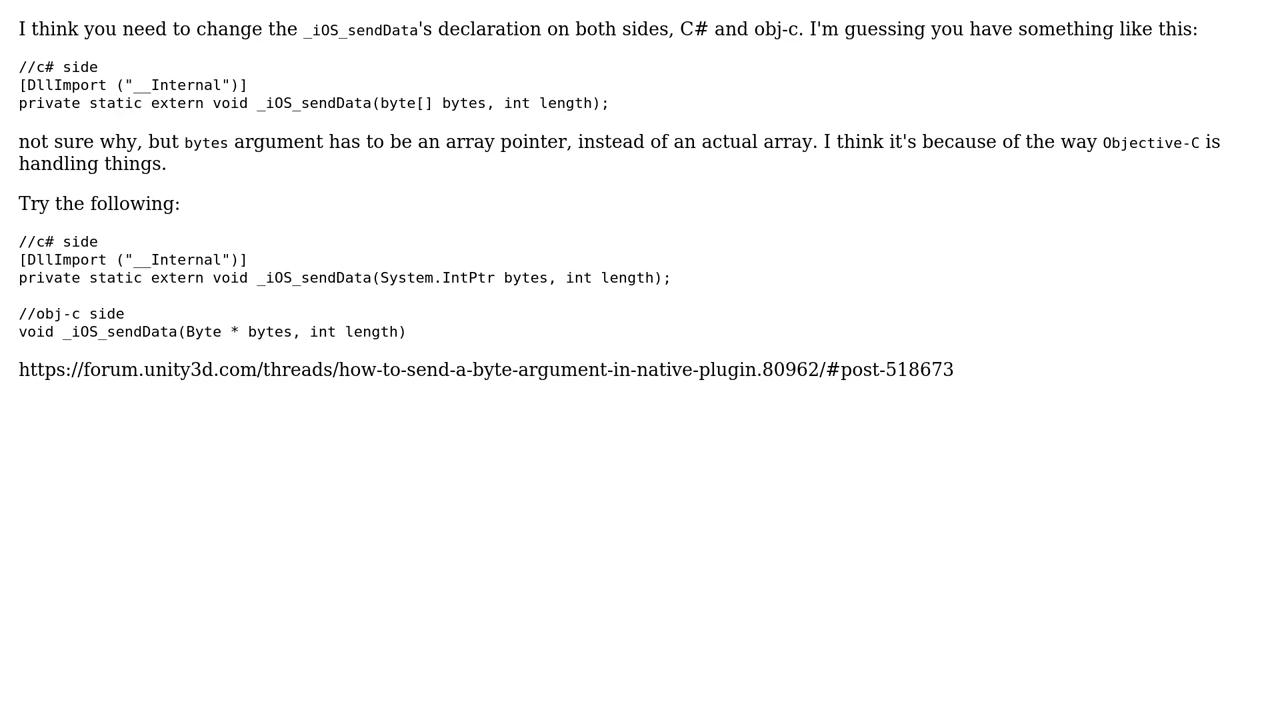 I think you need to change the _iOS_sendData's declaration on both sides, C# and obj-c. I'm guessing you have something like this:
//c# side
[DllImport ("__Internal")]
private static extern void _iOS_sendData(byte[] bytes, int length);
not sure why, but bytes argument has to be an array pointer, instead of an actual array. I think it's because of the way Objective-C is
handling things.
Try the following:
//c# side
[DllImport ("__Internal")]
private static extern void _iOS_sendData(System.IntPtr bytes, int length);
//obj-c side
void _iOS_sendData(Byte * bytes, int length)
https://forum.unity3d.com/threads/how-to-send-a-byte-argument-in-native-plugin.80962/#post-518673